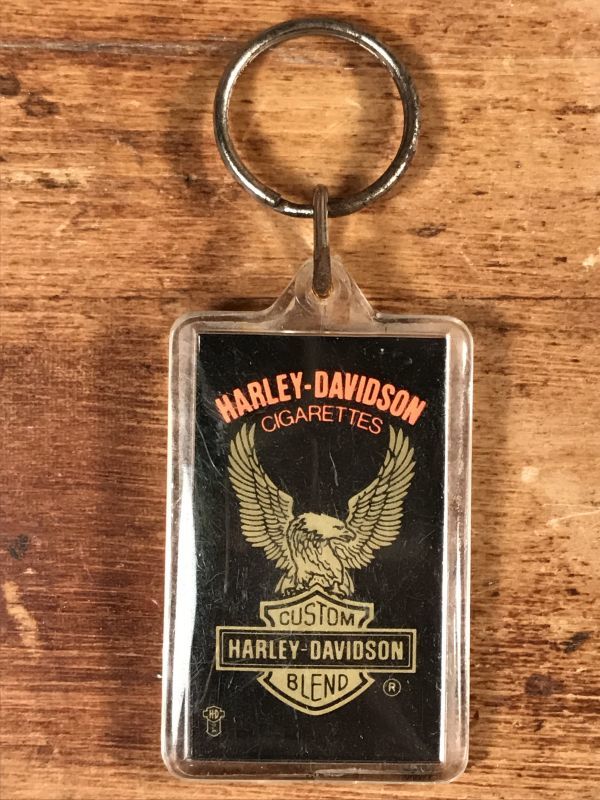 HARLEY-DAVIDSON
CIGARETTES
CUSTOM
HARLEY-DAVIDSON
BLEND
®
H-D